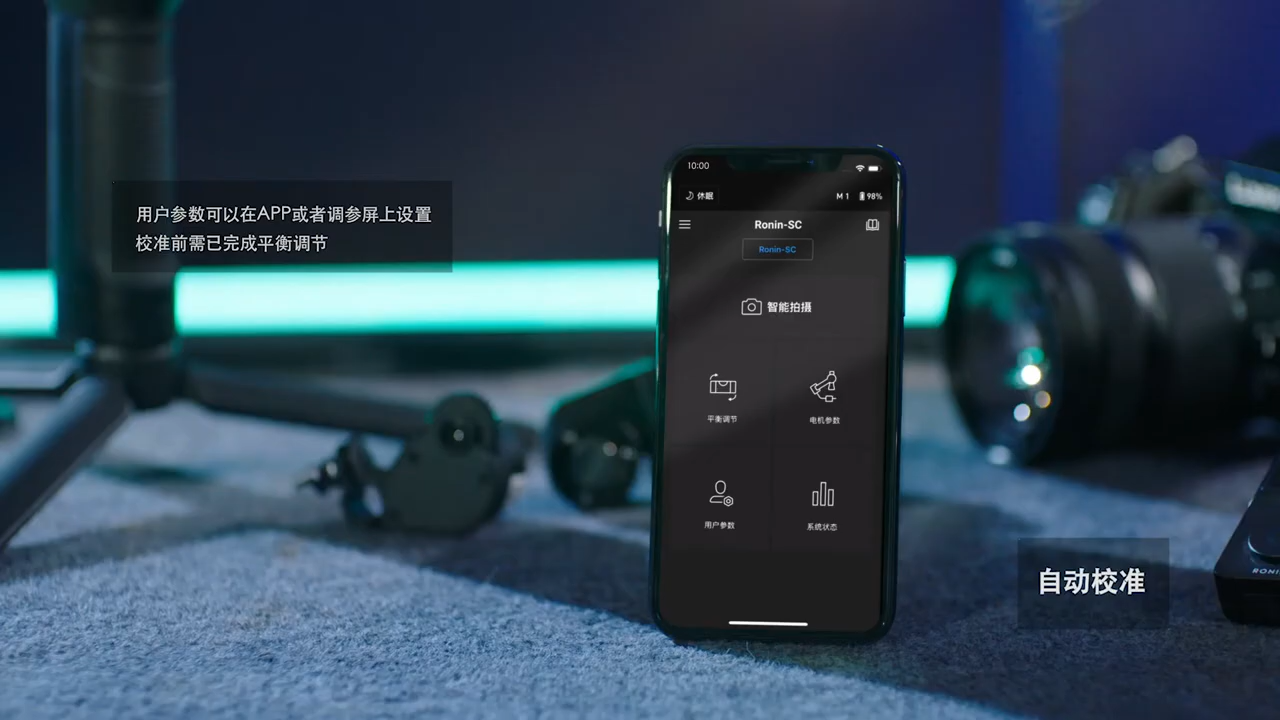 用户参数可以在APP或者调参屏上设置
校准前需已完成平衡调节
10:00
休眠
M 1
98%
Ronin-SC
Ronin-SC
智能拍摄
平衡调节
电机参数
用户参数
系统状态
自动校准